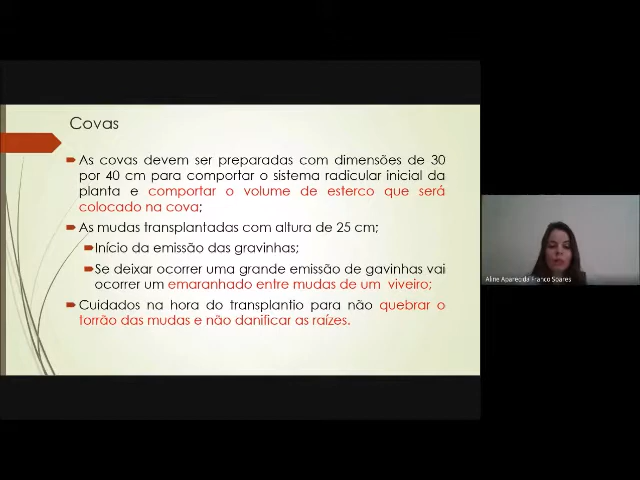 Covas
As covas devem ser preparadas com dimensões de 30
por 40 cm para comportar o sistema radicular inicial da
planta e comportar o volume de esterco que será
colocado na cova;
As mudas transplantadas com altura de 25 cm;
Início da emissão das gravinhas;
Se deixar ocorrer uma grande emissão de gavinhas vai
ocorrer um emaranhado entre mudas de um viveiro;
Cuidados na hora do transplantio para não quebrar o
torrão das mudas e não danificar as raízes.
Aline Aparecida Franco Soares